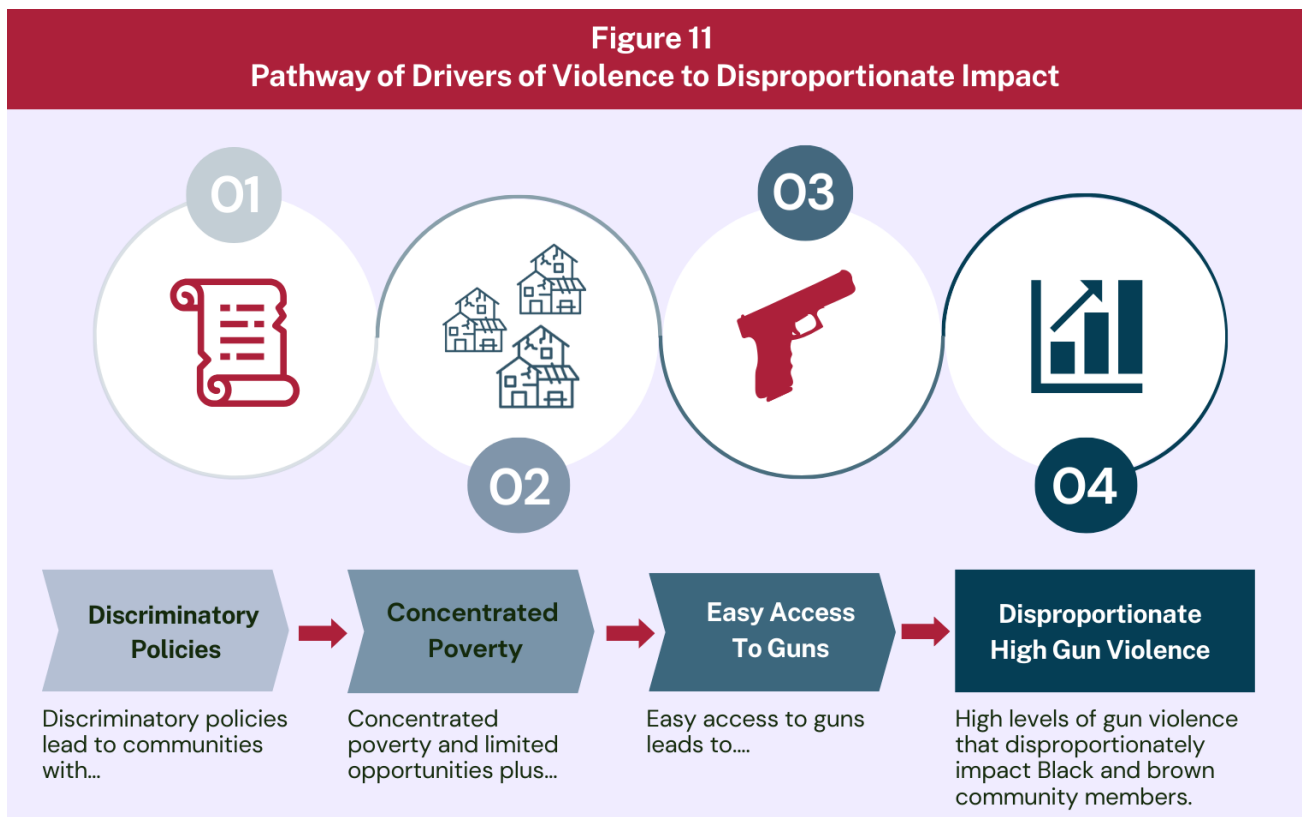 Figure 11
Pathway of Drivers of Violence to Disproportionate Impact
01
02
03
04
Discriminatory
Policies
Discriminatory policies
lead to communities
with...
Concentrated
Poverty
Concentrated
poverty and limited
opportunities plus...
Easy Access
To Guns
Easy access to guns
leads to....
Disproportionate
High Gun Violence
High levels of gun violence
that disproportionately
impact Black and brown
community members.